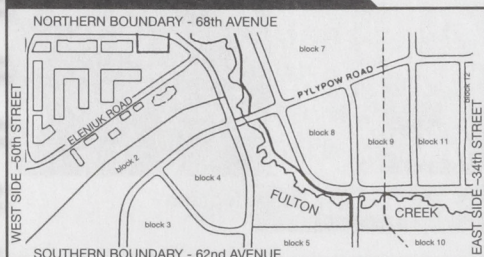 NORTHERN BOUNDARY - 68th AVENUE
block 7
PYLYPOW ROAD
block 12
WEST SIDE -50th STREET
ELENIUK ROAD
block 2
block 4
block 8
block 9
block 11
EAST SIDE -34th STREET
FULTON
CREEK
block 3
block 5
block 10
SOUTHERN BOUNDARY - 62nd AVENUE